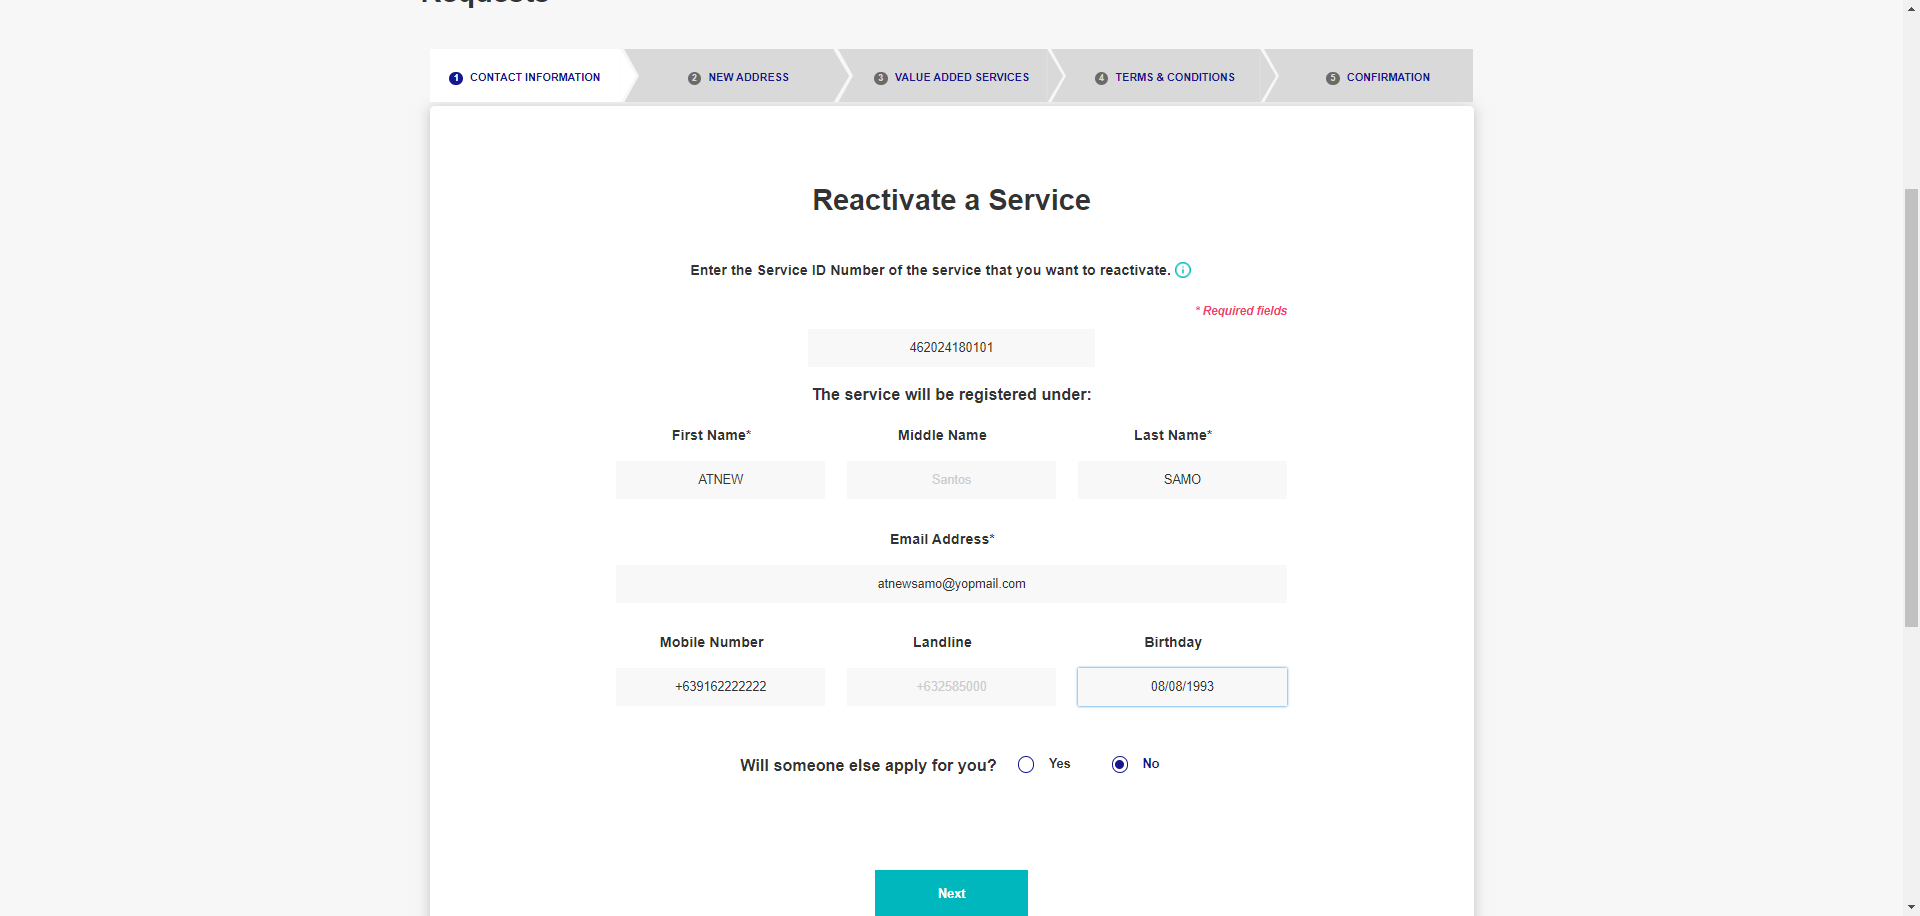 Requests
1 CONTACT INFORMATION 2 NEW ADDRESS 3 VALUE ADDED SERVICES 4 TERMS & CONDITIONS 5 CONFIRMATION
Reactivate a Service
Enter the Service ID Number of the service that you want to reactivate. i
* Required fields
462024180101
The service will be registered under:
First Name* Middle Name Last Name*
ATNEW Santos SAMO
Email Address*
atnewsamo@yopmail.com
Mobile Number Landline Birthday
+639162222222 +632585000 08/08/1993
Will someone else apply for you? Yes No
Next